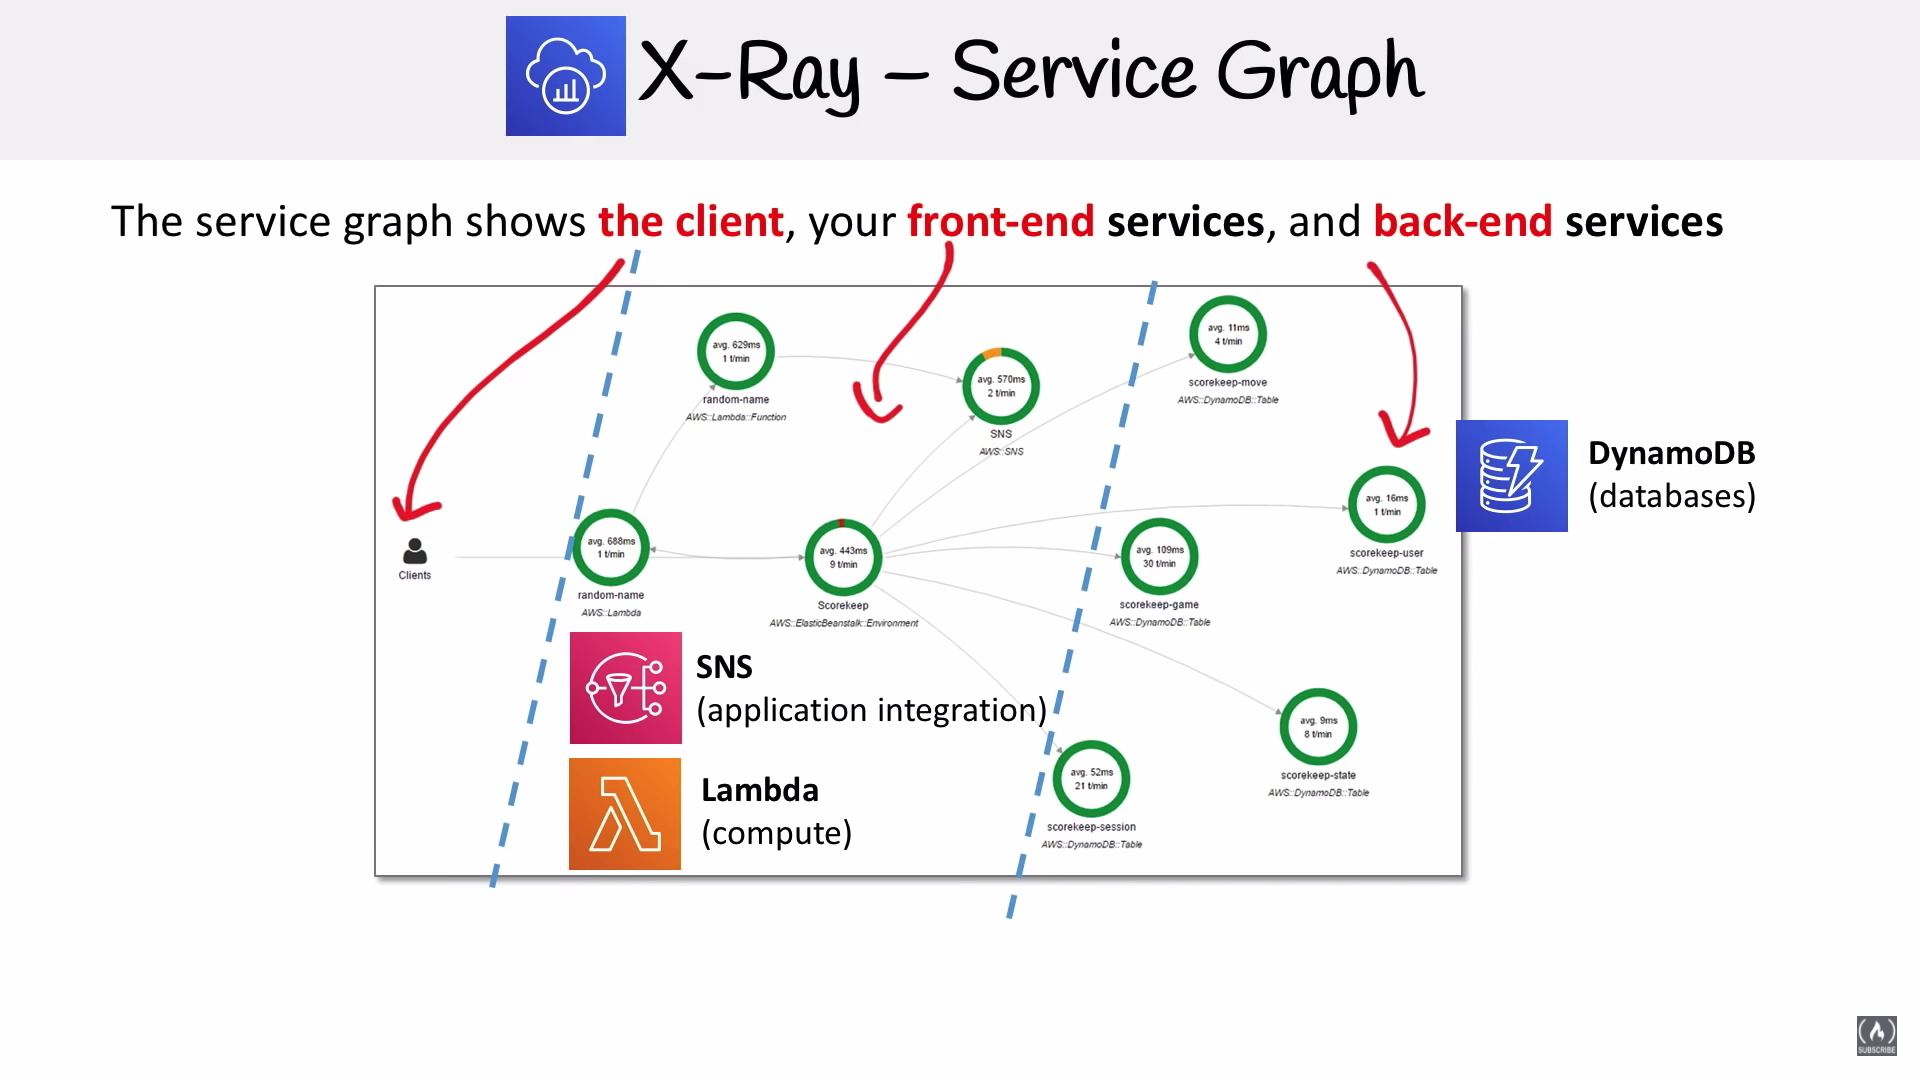 X-Ray – Service Graph
The service graph shows the client, your front-end services, and back-end services
avg. 629ms
1 t/min
random-name
AWS::Lambda::Function
avg. 570ms
2 t/min
SNS
AWS::SNS
avg. 11ms
4 t/min
scorekeep-move
AWS::DynamoDB::Table
Clients
avg. 688ms
1 t/min
random-name
AWS::Lambda
avg. 443ms
9 t/min
Scorekeep
AWS::ElasticBeanstalk::Environment
avg. 109ms
30 t/min
scorekeep-game
AWS::DynamoDB::Table
avg. 16ms
1 t/min
scorekeep-user
AWS::DynamoDB::Table
DynamoDB
(databases)
SNS
(application integration)
Lambda
(compute)
avg. 52ms
21 t/min
scorekeep-session
AWS::DynamoDB::Table
avg. 9ms
8 t/min
scorekeep-state
AWS::DynamoDB::Table
SUBSCRIBE